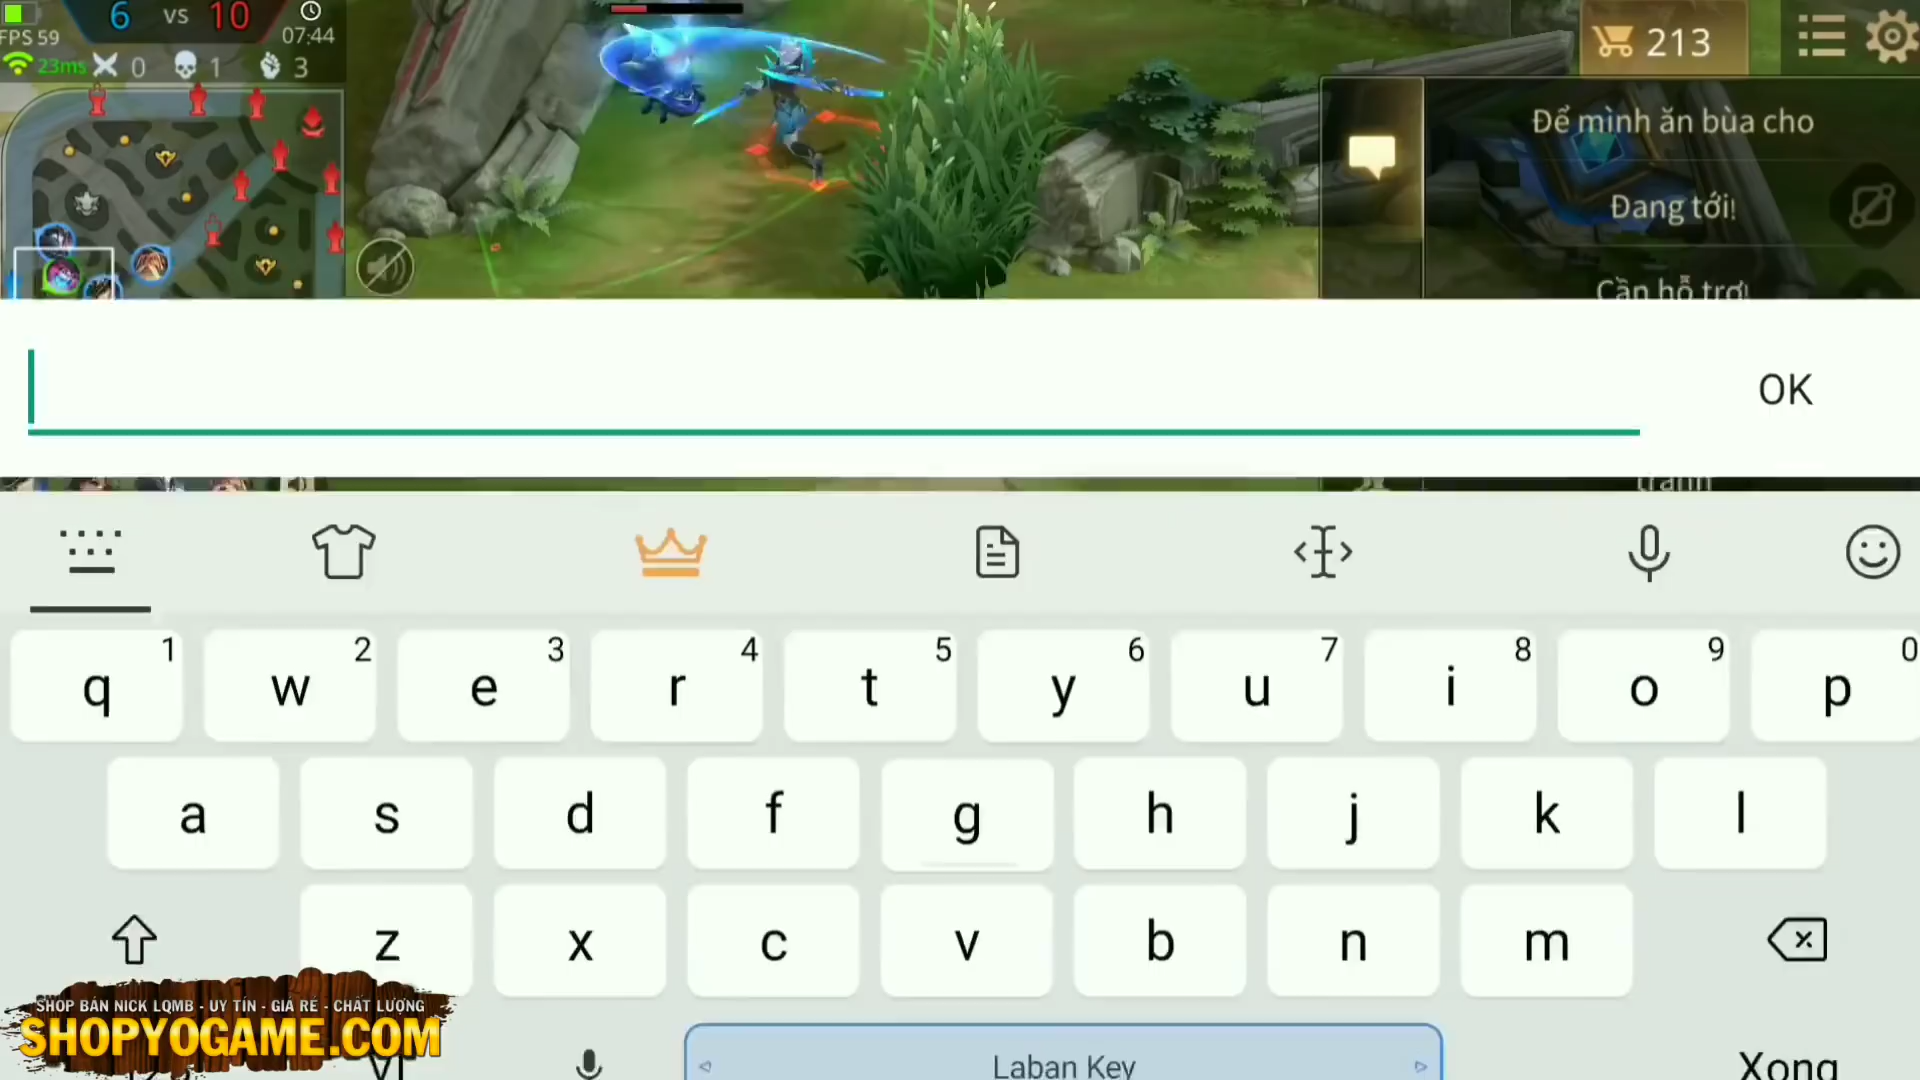 6 vs 10
FPS 59
07:44
23ms
0
1
3
213
Để mình ăn bùa cho
Đang tới!
Cần hỗ trợ!
OK
tránh
1 2 3 4 5 6 7 8 9 0
q w e r t y u i o p
a s d f g h j k l
z x c v b n m
SHOP BÁN NICK LQMB - UY TÍN - GIÁ RẺ - CHẤT LƯỢNG
SHOPYOGAME.COM
Laban Key
Xong